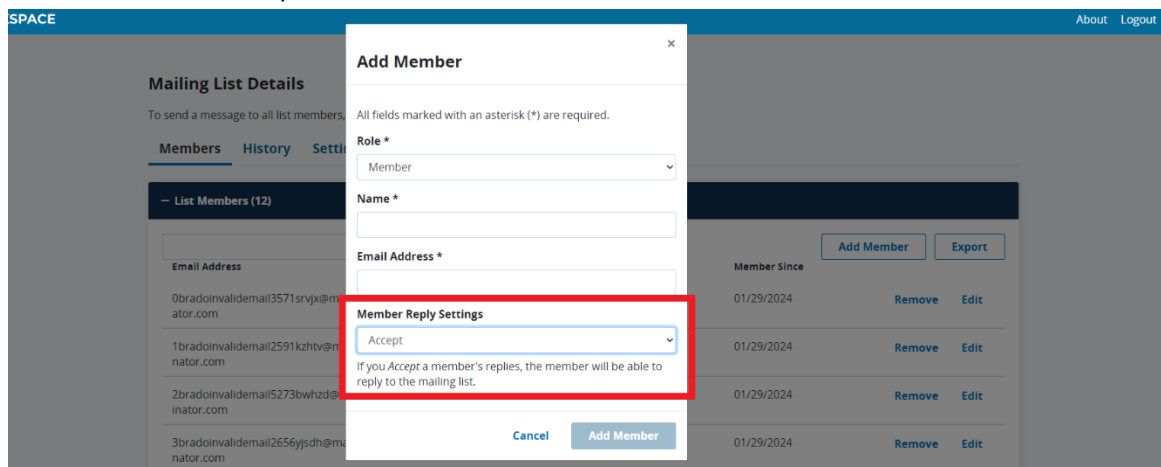 SPACE
About Logout
×
Add Member
Mailing List Details
To send a message to all list members,
All fields marked with an asterisk (*) are required.
Members History
Role *
Member
− List Members (12)
Name *
Add Member Export
Email Address *
Email Address
Member Since
0bradoinvalidemail3571srvjx@m
ator.com
01/29/2024 Remove Edit
Member Reply Settings
Accept
1bradoinvalidemail2591kzhtv@m
nator.com
01/29/2024 Remove Edit
If you Accept a member's replies, the member will be able to
reply to the mailing list.
2bradoinvalidemail5273bwhzd@
inator.com
01/29/2024 Remove Edit
Cancel Add Member
3bradoinvalidemail2656yjsdh@ma
nator.com
01/29/2024 Remove Edit